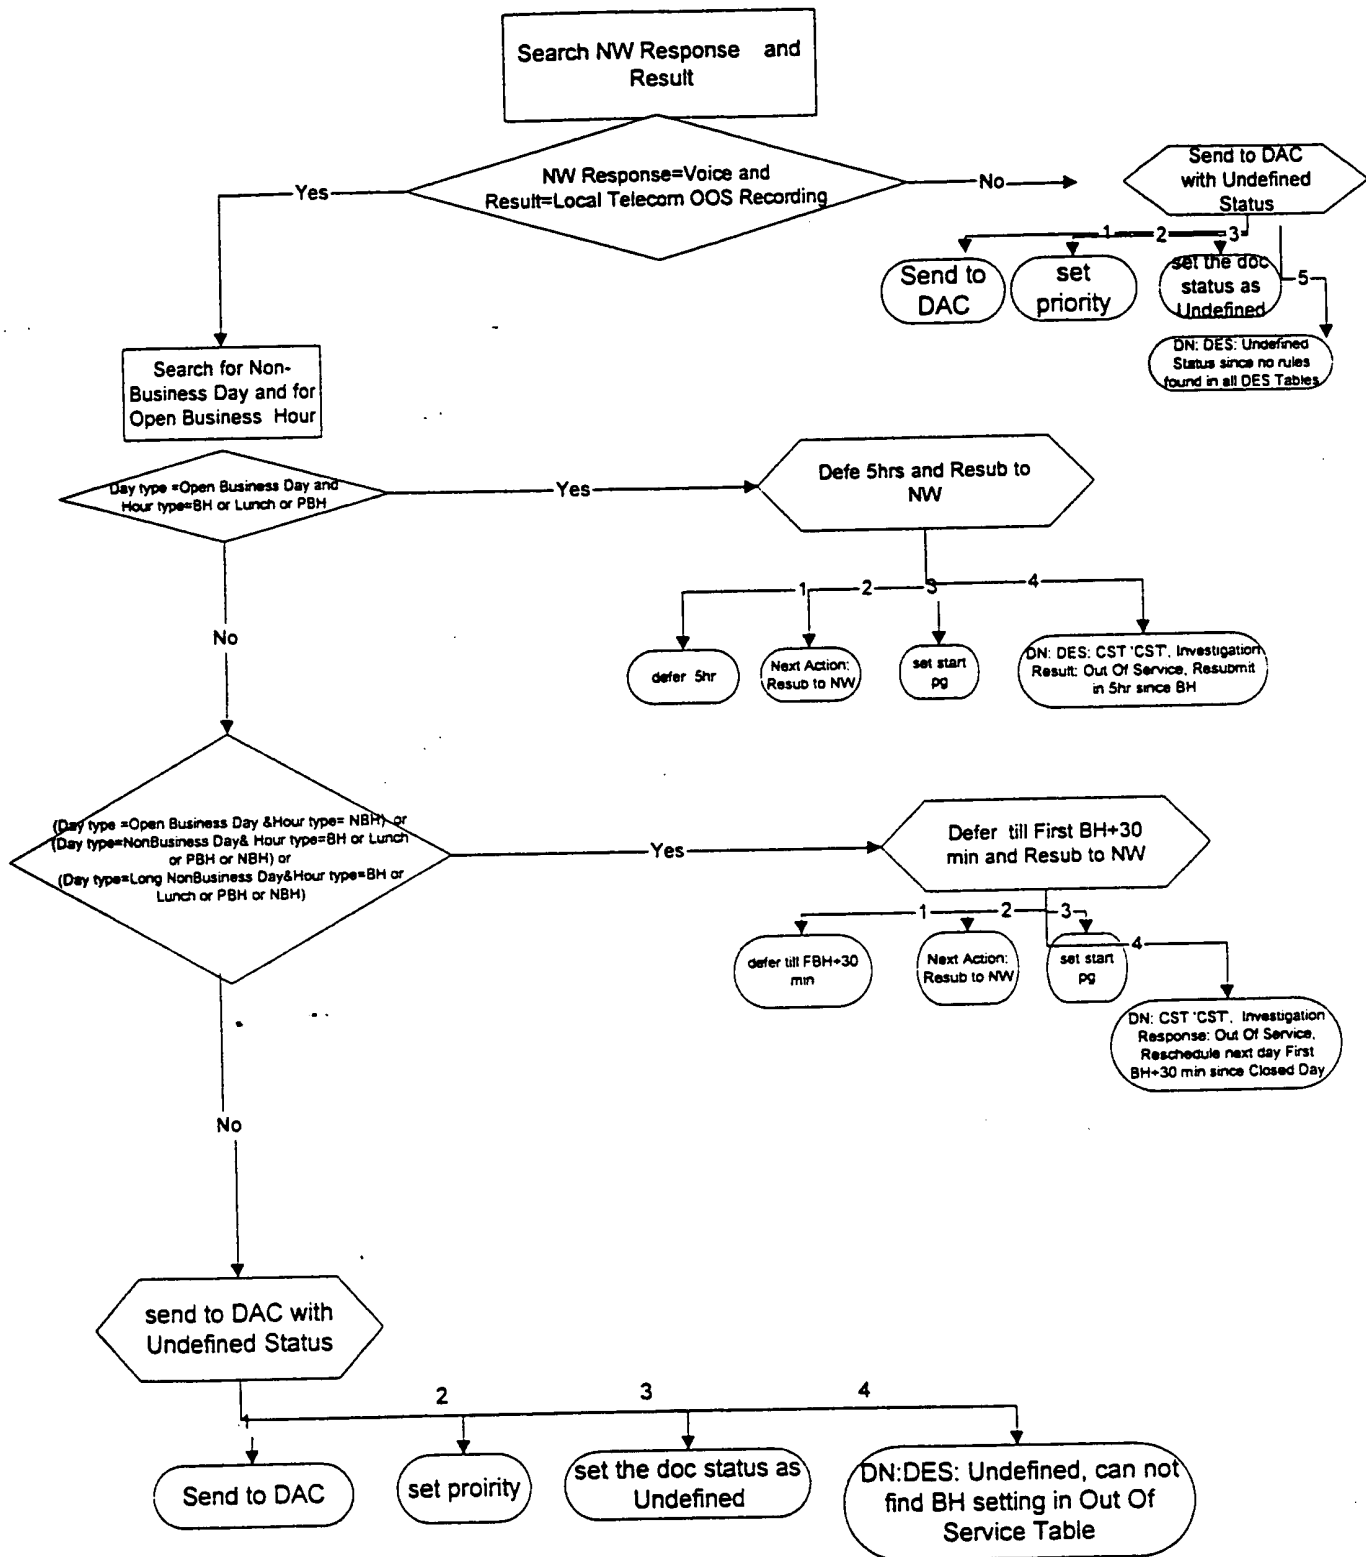 Search NW Response and
Result
NW Response=Voice and
Result=Local Telecom OOS Recording
Yes
No
Send to DAC
with Undefined
Status
1
2
3
5
Send to
DAC
set
priority
set the doc
status as
Undefined
DN: DES: Undefined
Status since no rules
found in all DES Tables
Search for Non-
Business Day and for
Open Business Hour
Day type =Open Business Day and
Hour type=BH or Lunch or PBH
Yes
Defe 5hrs and Resub to
NW
1
2
3
4
defer 5hr
Next Action:
Resub to NW
set start
pg
DN: DES: CST 'CST', Investigation
Result: Out Of Service, Resubmit
in 5hr since BH
No
(Day type =Open Business Day &Hour type= NBH) or
(Day type=NonBusiness Day& Hour type=BH or Lunch
or PBH or NBH) or
(Day type=Long NonBusiness Day&Hour type=BH or
Lunch or PBH or NBH)
Yes
Defer till First BH+30
min and Resub to NW
1
2
3
4
defer till FBH+30
min
Next Action:
Resub to NW
set start
pg
DN: CST 'CST', Investigation
Response: Out Of Service,
Reschedule next day First
BH+30 min since Closed Day
No
send to DAC with
Undefined Status
1
2
3
4
Send to DAC
set proirity
set the doc status as
Undefined
DN:DES: Undefined, can not
find BH setting in Out Of
Service Table